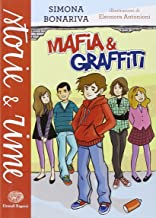 storie & rime
SIMONA
BONARIVA
illustrazioni di
Eleonora Antonioni
MAFIA &
GRAFFITI
Einaudi Ragazzi